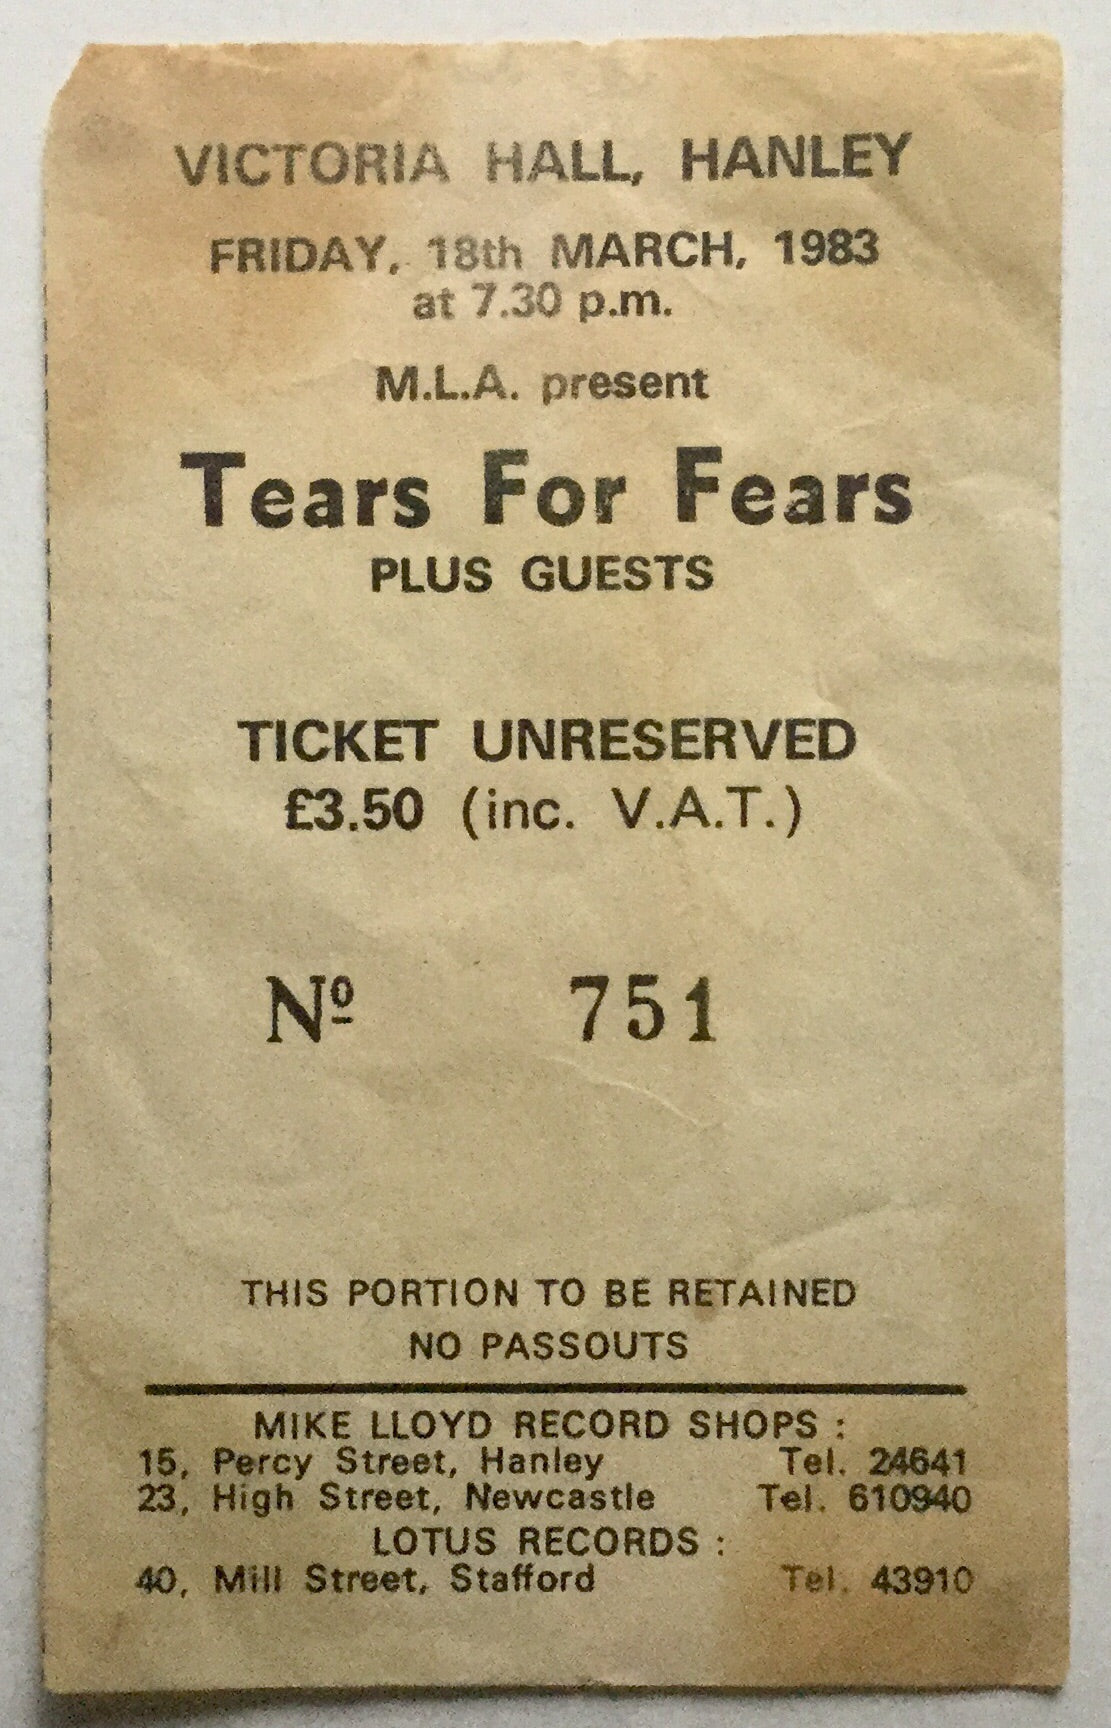 VICTORIA HALL, HANLEY
FRIDAY, 18th MARCH, 1983
at 7.30 p.m.
M.L.A. present
Tears For Fears
PLUS GUESTS
TICKET UNRESERVED
£3.50 (inc. V.A.T.)
Nº 751
THIS PORTION TO BE RETAINED
NO PASSOUTS
MIKE LLOYD RECORD SHOPS :
15, Percy Street, Hanley Tel. 24641
23, High Street, Newcastle Tel. 610940
LOTUS RECORDS :
40, Mill Street, Stafford Tel. 43910